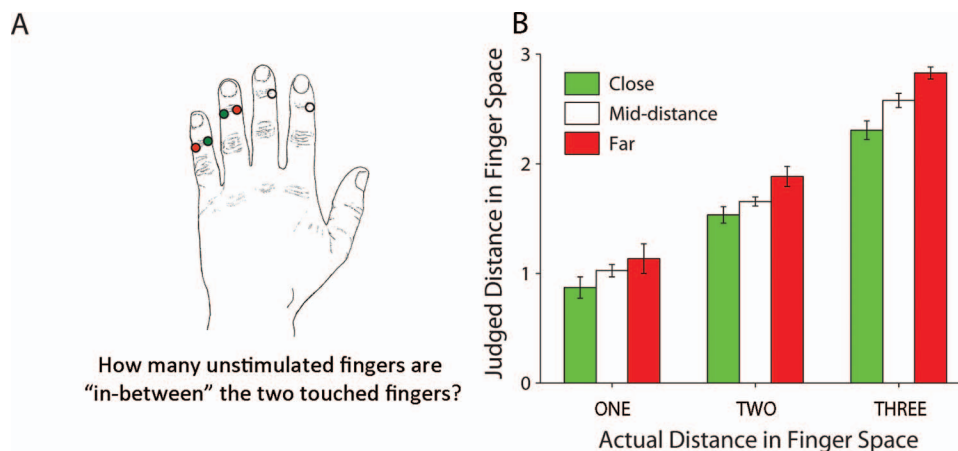 A
How many unstimulated fingers are
“in-between” the two touched fingers?
B
Judged Distance in Finger Space
3
2
1
0
Close
Mid-distance
Far
ONE TWO THREE
Actual Distance in Finger Space